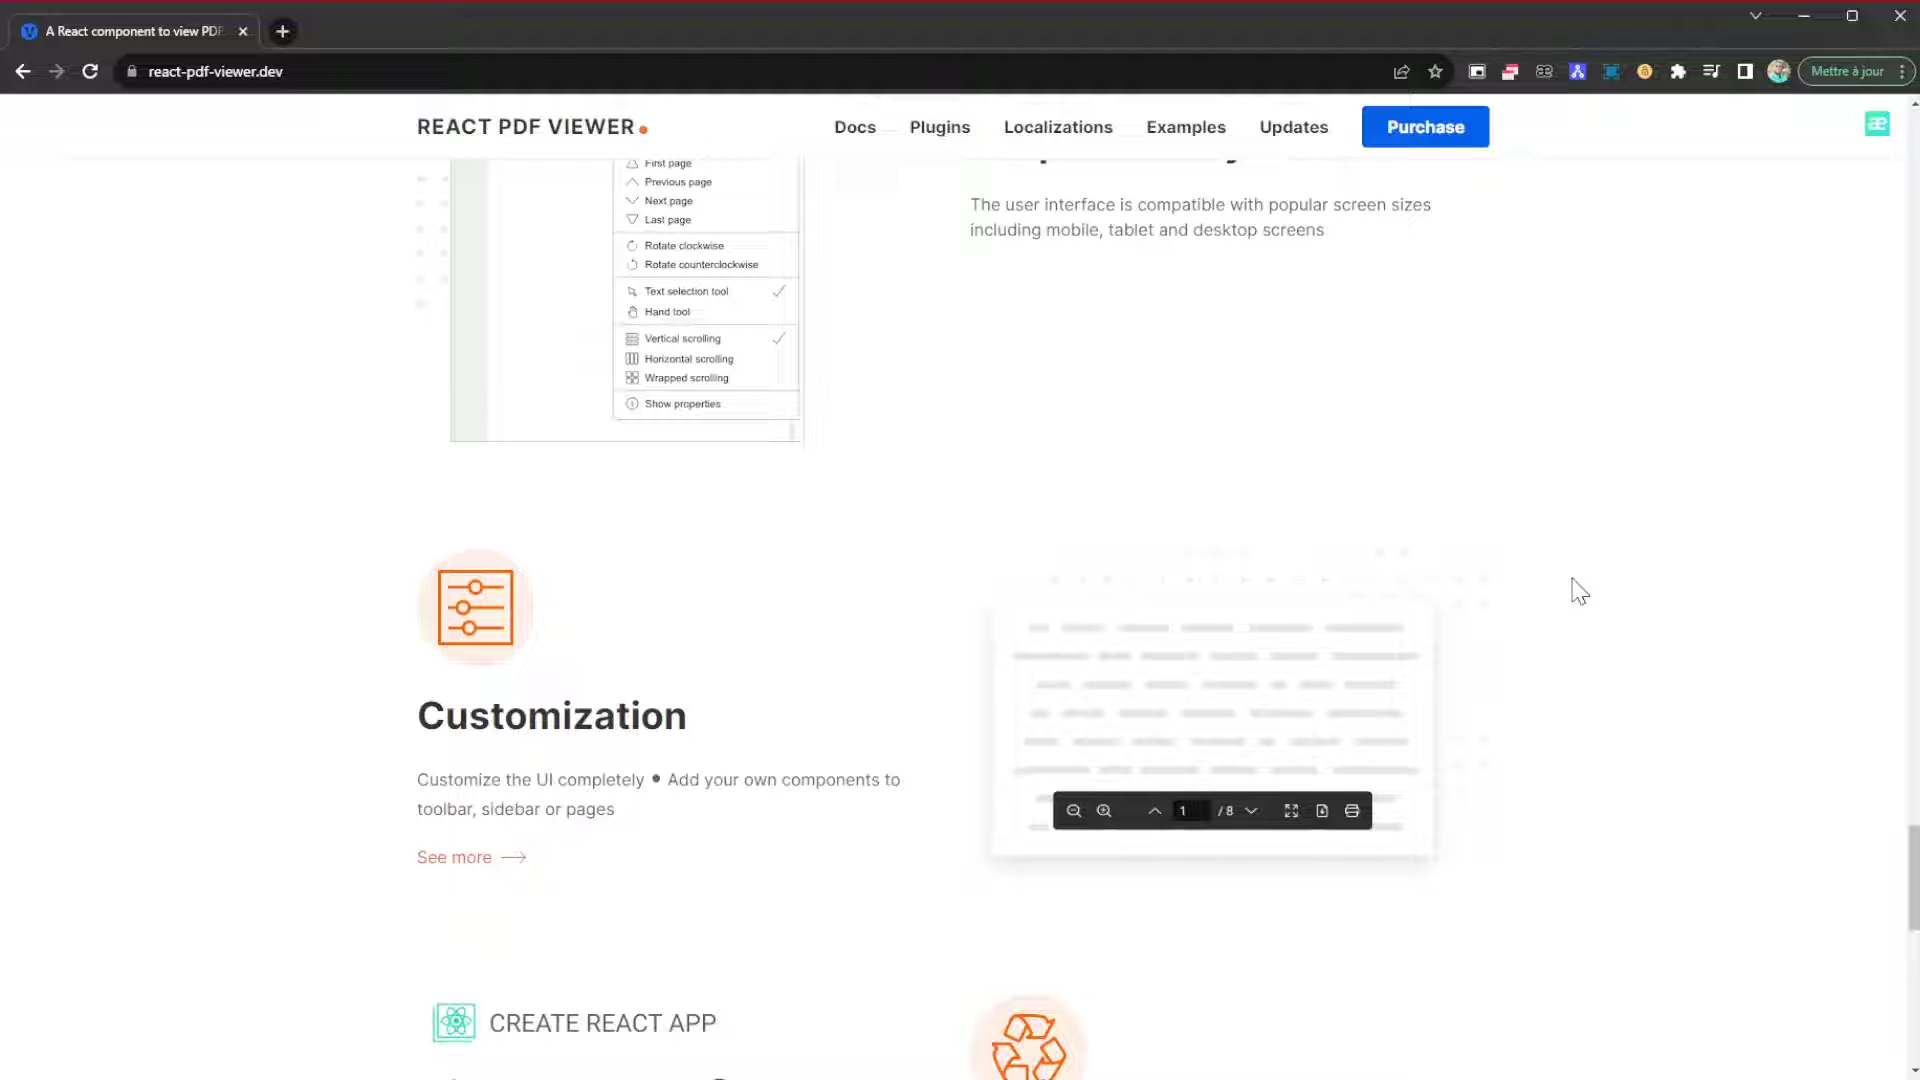 A React component to view PDF
react-pdf-viewer.dev
Mettre à jour
REACT PDF VIEWER
Docs
Plugins
Localizations
Examples
Updates
Purchase
æ
First page
Previous page
Next page
Last page
Rotate clockwise
Rotate counterclockwise
Text selection tool
Hand tool
Vertical scrolling
Horizontal scrolling
Wrapped scrolling
Show properties
The user interface is compatible with popular screen sizes
including mobile, tablet and desktop screens
Customization
Customize the UI completely • Add your own components to
toolbar, sidebar or pages
See more
1 / 8
CREATE REACT APP